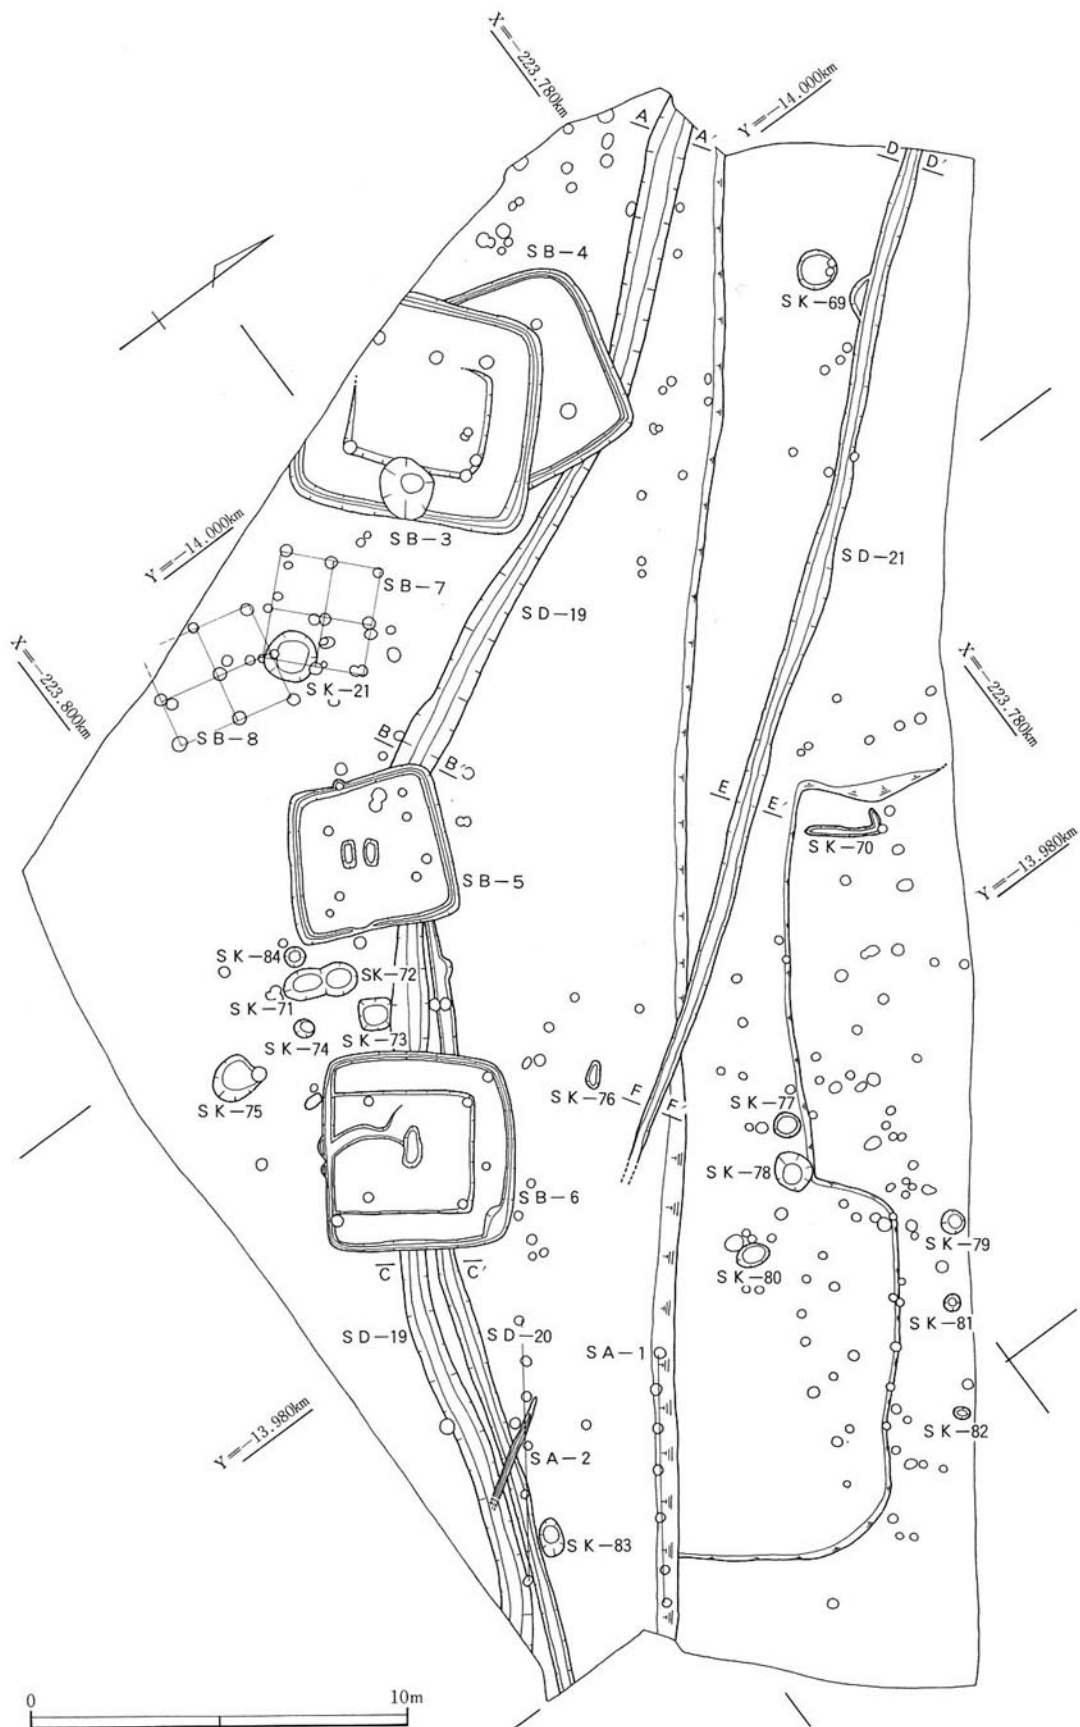 X=-223.780km
Y=-14.000km
A
A'
D
D'
SB-4
SK-69
SB-3
Y=-14.000km
SB-7
SD-21
SD-19
X=-223.800km
SK-21
X=-223.780km
SB-8
B
B'
E
E'
SK-70
Y=-13.980km
SB-5
SK-84
SK-72
SK-71
SK-73
SK-74
SK-75
SK-76
F
F'
SK-77
SK-78
SB-6
SK-79
C
C'
SK-80
SK-81
SD-19
SD-20
SA-1
SK-82
Y=-13.980km
SA-2
SK-83
0
10m